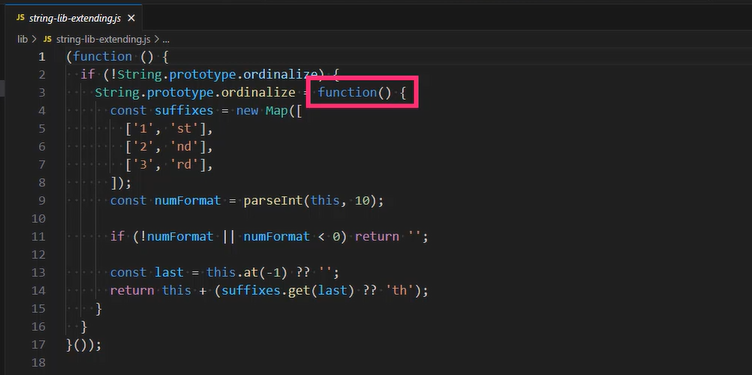 JS string-lib-extending.js ×
lib > JS string-lib-extending.js > ...
1 (function () {
2 if (!String.prototype.ordinalize) {
3 String.prototype.ordinalize = function() {
4 const suffixes = new Map([
5 ['1', 'st'],
6 ['2', 'nd'],
7 ['3', 'rd'],
8 ]);
9 const numFormat = parseInt(this, 10);
10
11 if (!numFormat || numFormat < 0) return '';
12
13 const last = this.at(-1) ?? '';
14 return this + (suffixes.get(last) ?? 'th');
15 }
16 }
17 }());
18